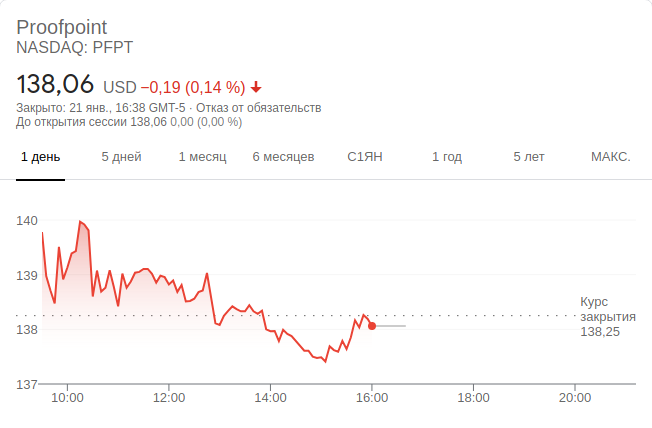 Proofpoint
NASDAQ: PFPT
138,06 USD −0,19 (0,14 %)
Закрыто: 21 янв., 16:38 GMT-5 · Отказ от обязательств
До открытия сессии 138,06 0,00 (0,00 %)
1 день 5 дней 1 месяц 6 месяцев С1ЯН 1 год 5 лет МАКС.
140
139
Курс
закрытия
138,25
138
137
10:00 12:00 14:00 16:00 18:00 20:00